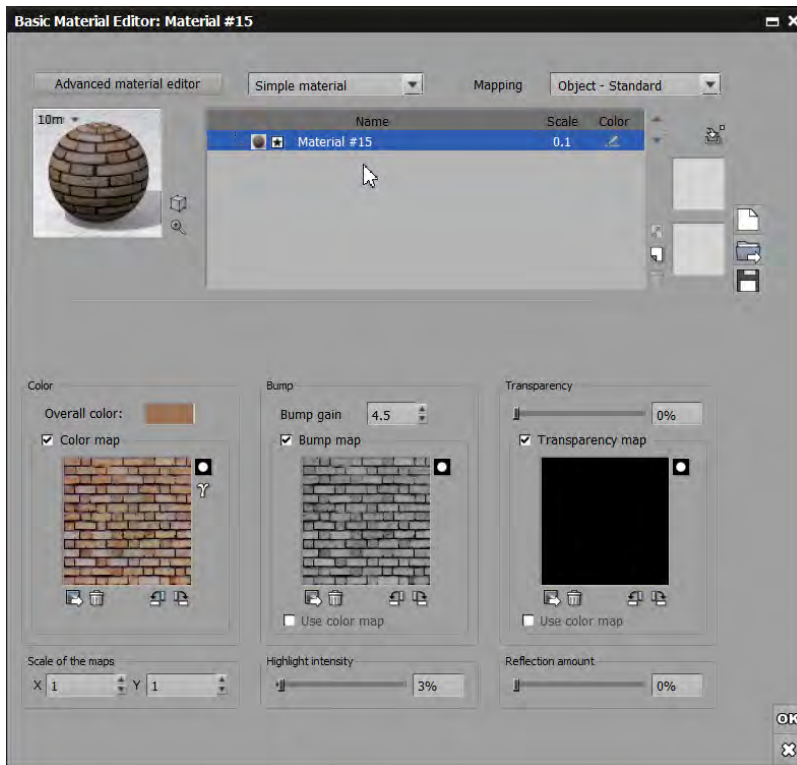 Basic Material Editor: Material #15
Advanced material editor
Simple material
Mapping
Object - Standard
10m
Name Scale Color
Material #15 0.1
Color
Overall color:
Color map
Bump
Bump gain 4.5
Bump map
Use color map
Transparency
0%
Transparency map
Use color map
Scale of the maps
X 1 Y 1
Highlight intensity
3%
Reflection amount
0%
OK